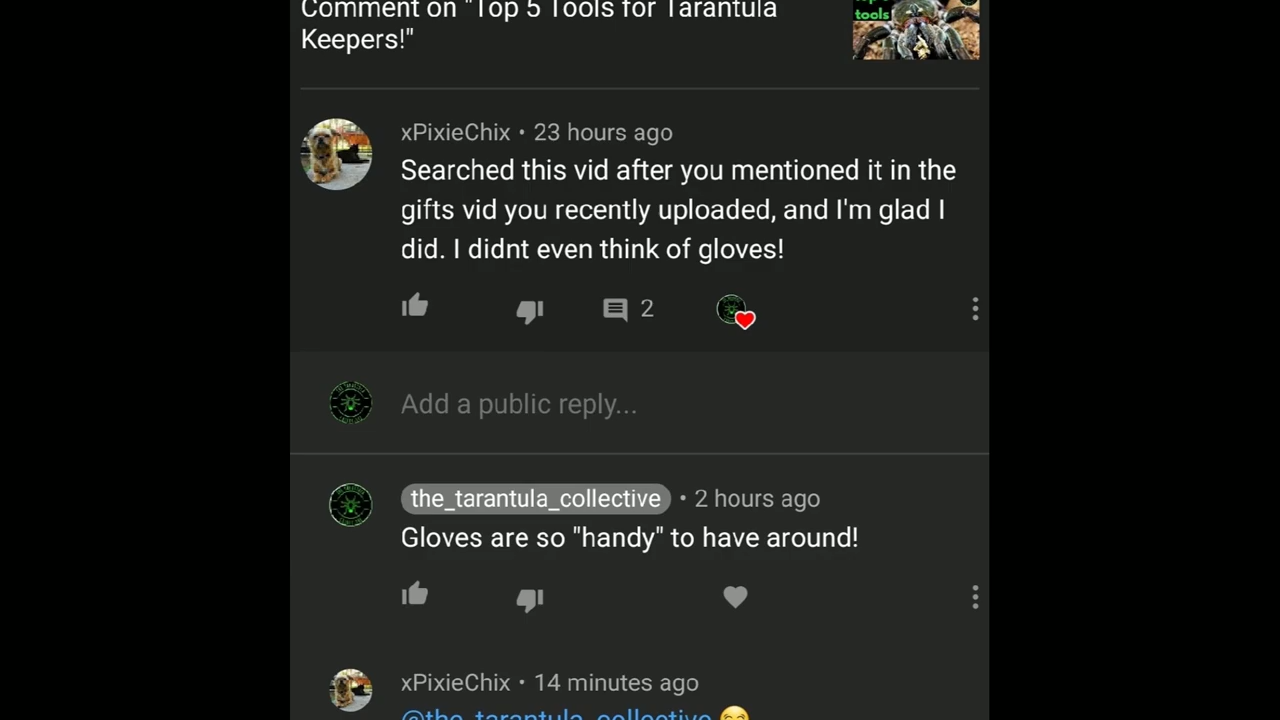 Comment on "Top 5 Tools for Tarantula
Keepers!"
tools
xPixieChix • 23 hours ago
Searched this vid after you mentioned it in the
gifts vid you recently uploaded, and I'm glad I
did. I didnt even think of gloves!
2
Add a public reply...
the_tarantula_collective • 2 hours ago
Gloves are so "handy" to have around!
xPixieChix • 14 minutes ago
@the_tarantula_collective 😁